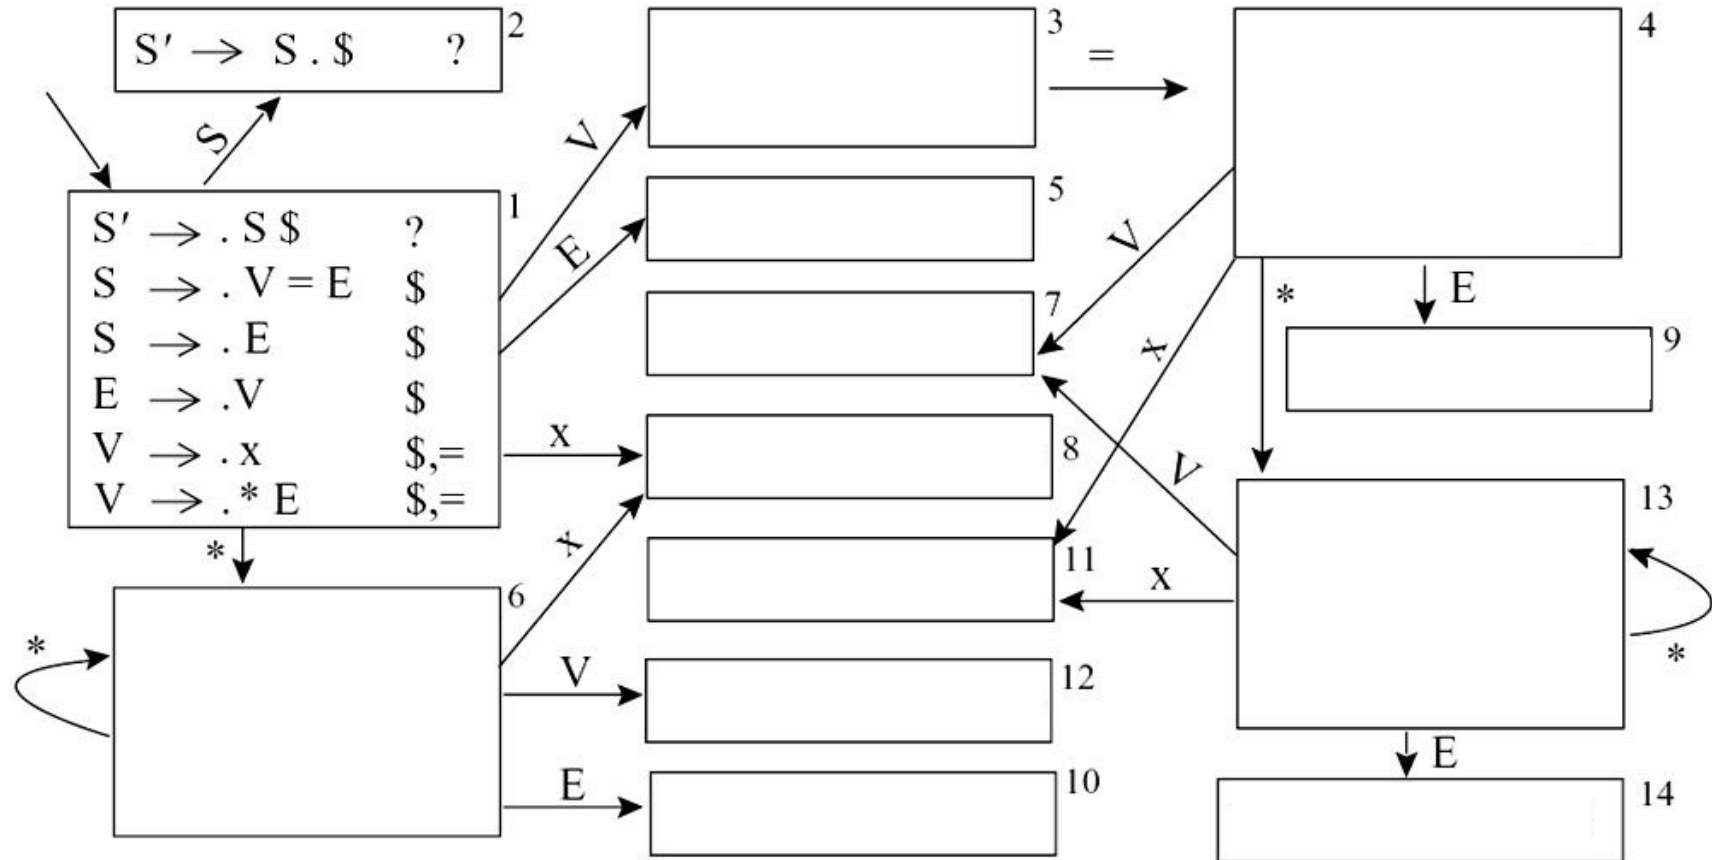 2
S' → S . $ ?
3
=
4
S
V
1
S' → . S $ ?
S → . V = E $
S → . E $
E → . V $
V → . x $,=
V → . * E $,=
E
5
V
*
E
7
9
x
x
8
V
13
*
6
x
11
x
*
*
V
12
E
E
10
14